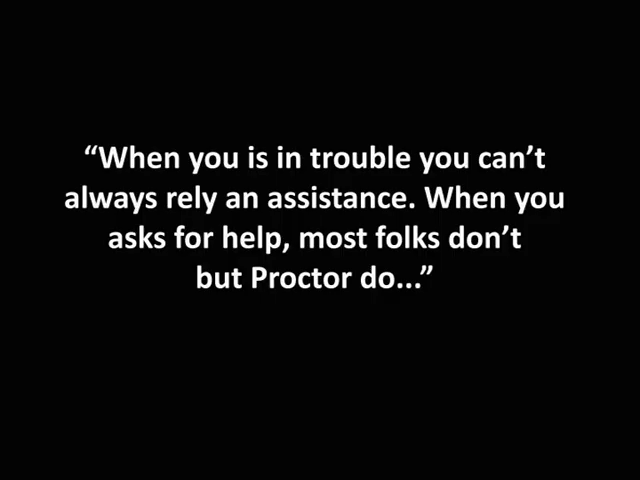 “When you is in trouble you can’t
always rely an assistance. When you
asks for help, most folks don’t
but Proctor do...”